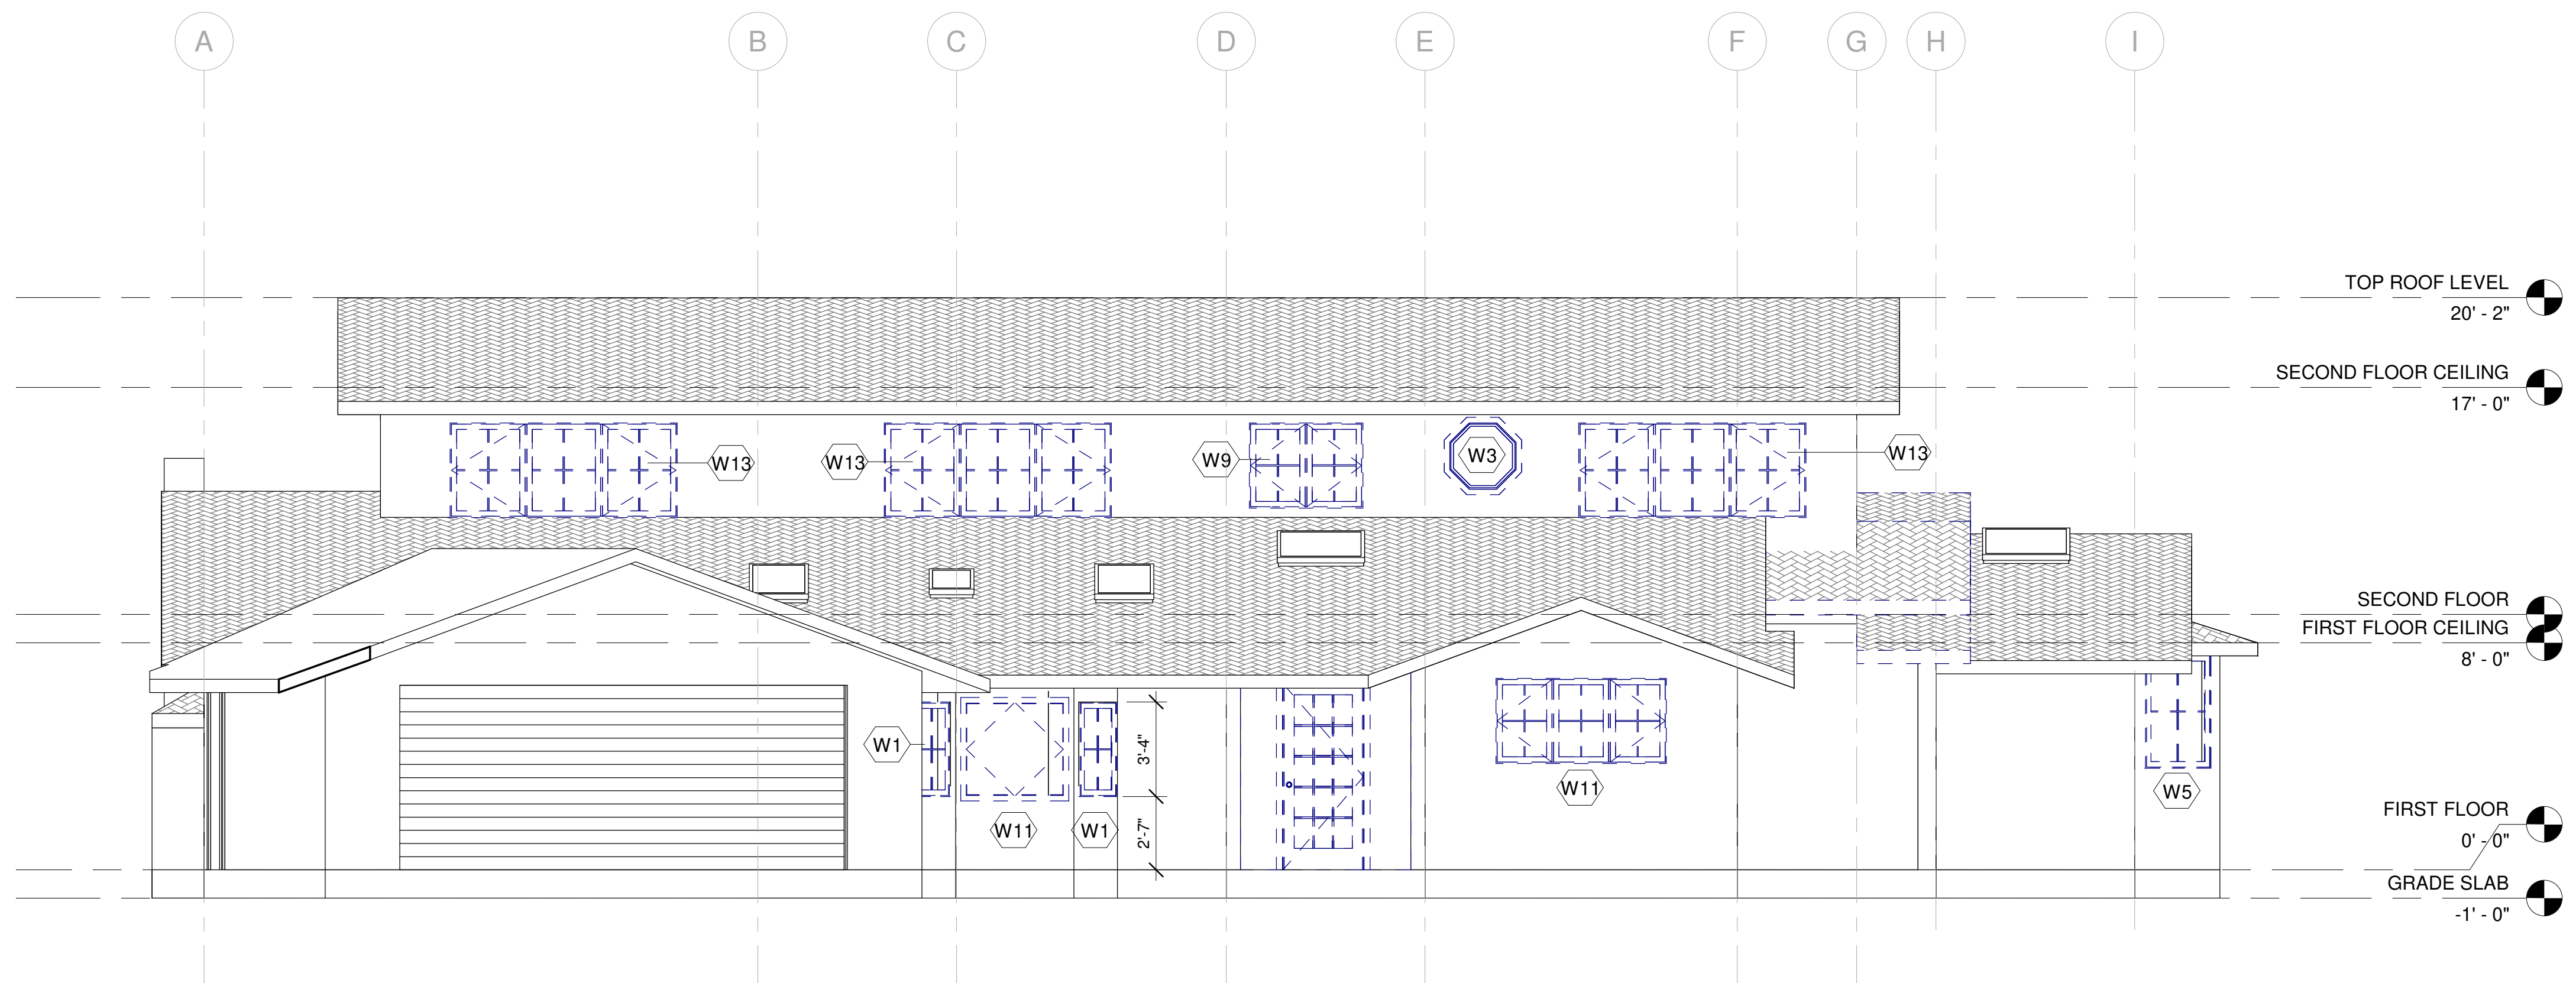 A
B
C
D
E
F
G
H
I
TOP ROOF LEVEL
20' - 2"
SECOND FLOOR CEILING
17' - 0"
W13
W13
W9
W3
W13
SECOND FLOOR
FIRST FLOOR CEILING
8' - 0"
W1
3'-4"
W11
W5
W11
W1
2'-7"
FIRST FLOOR
0' - 0"
GRADE SLAB
-1' - 0"